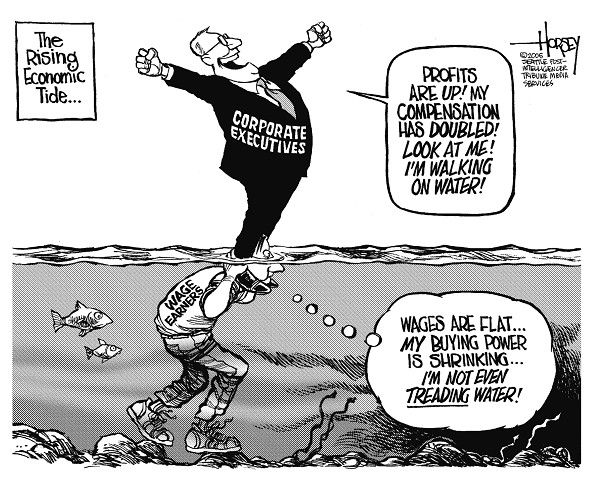 The
Rising
Economic
Tide...
HORSEY
©2005
SEATTLE POST-
INTELLIGENCER
TRIBUNE MEDIA
SERVICES
PROFITS
ARE UP! MY
COMPENSATION
HAS DOUBLED!
LOOK AT ME!
I'M WALKING
ON WATER!
CORPORATE
EXECUTIVES
WAGE
EARNERS
WAGES ARE FLAT...
MY BUYING POWER
IS SHRINKING...
I'M NOT EVEN
TREADING WATER!